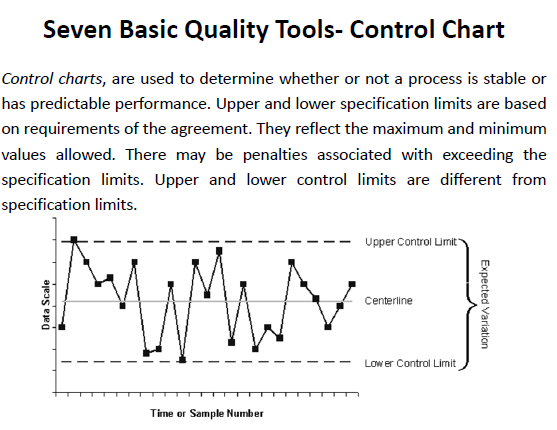 Seven Basic Quality Tools- Control Chart
Control charts, are used to determine whether or not a process is stable or
has predictable performance. Upper and lower specification limits are based
on requirements of the agreement. They reflect the maximum and minimum
values allowed. There may be penalties associated with exceeding the
specification limits. Upper and lower control limits are different from
specification limits.
Upper Control Limit
Centerline
Lower Control Limit
Expected Variation
Data Scale
Time or Sample Number